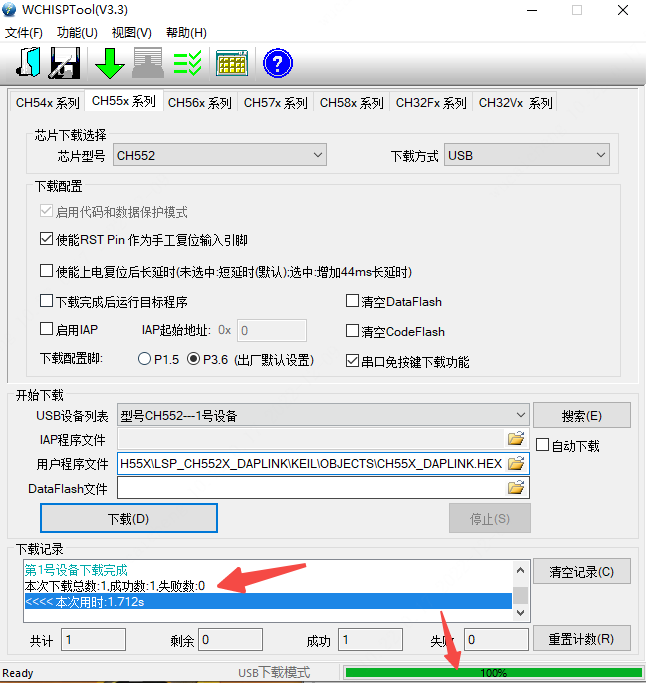 WCHISPTool(V3.3)
文件(F) 功能(U) 视图(V) 帮助(H)
CH54x 系列 CH55x 系列 CH56x 系列 CH57x 系列 CH58x 系列 CH32Fx 系列 CH32Vx 系列
芯片下载选择
芯片型号 CH552 下载方式 USB
下载配置
启用代码和数据保护模式
使能RST Pin 作为手工复位输入引脚
使能上电复位后长延时(未选中:短延时(默认);选中:增加44ms长延时)
下载完成后运行目标程序 清空DataFlash
启用IAP IAP起始地址: 0x 0 清空CodeFlash
下载配置脚: P1.5 P3.6 (出厂默认设置) 串口免按键下载功能
开始下载
USB设备列表 型号CH552---1号设备 搜索(E)
IAP程序文件 自动下载
用户程序文件 H55X\LSP_CH552X_DAPLINK\KEIL\OBJECTS\CH55X_DAPLINK.HEX
DataFlash文件
下载(D) 停止(S)
下载记录
第1号设备下载完成
本次下载总数:1,成功数:1,失败数:0
<<<< 本次用时:1.712s
清空记录(C)
共计 1 剩余 0 成功 1 失败 0 重置计数(R)
Ready USB下载模式 100%